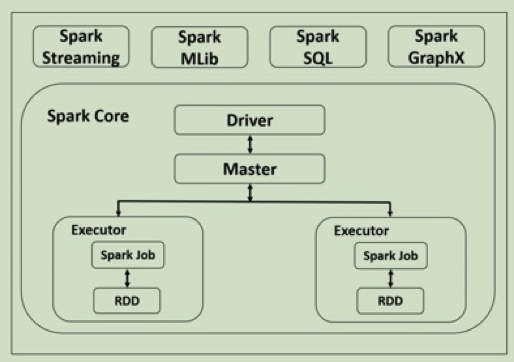 Spark
Streaming
Spark
MLib
Spark
SQL
Spark
GraphX
Spark Core
Driver
Master
Executor
Spark Job
RDD
Executor
Spark Job
RDD